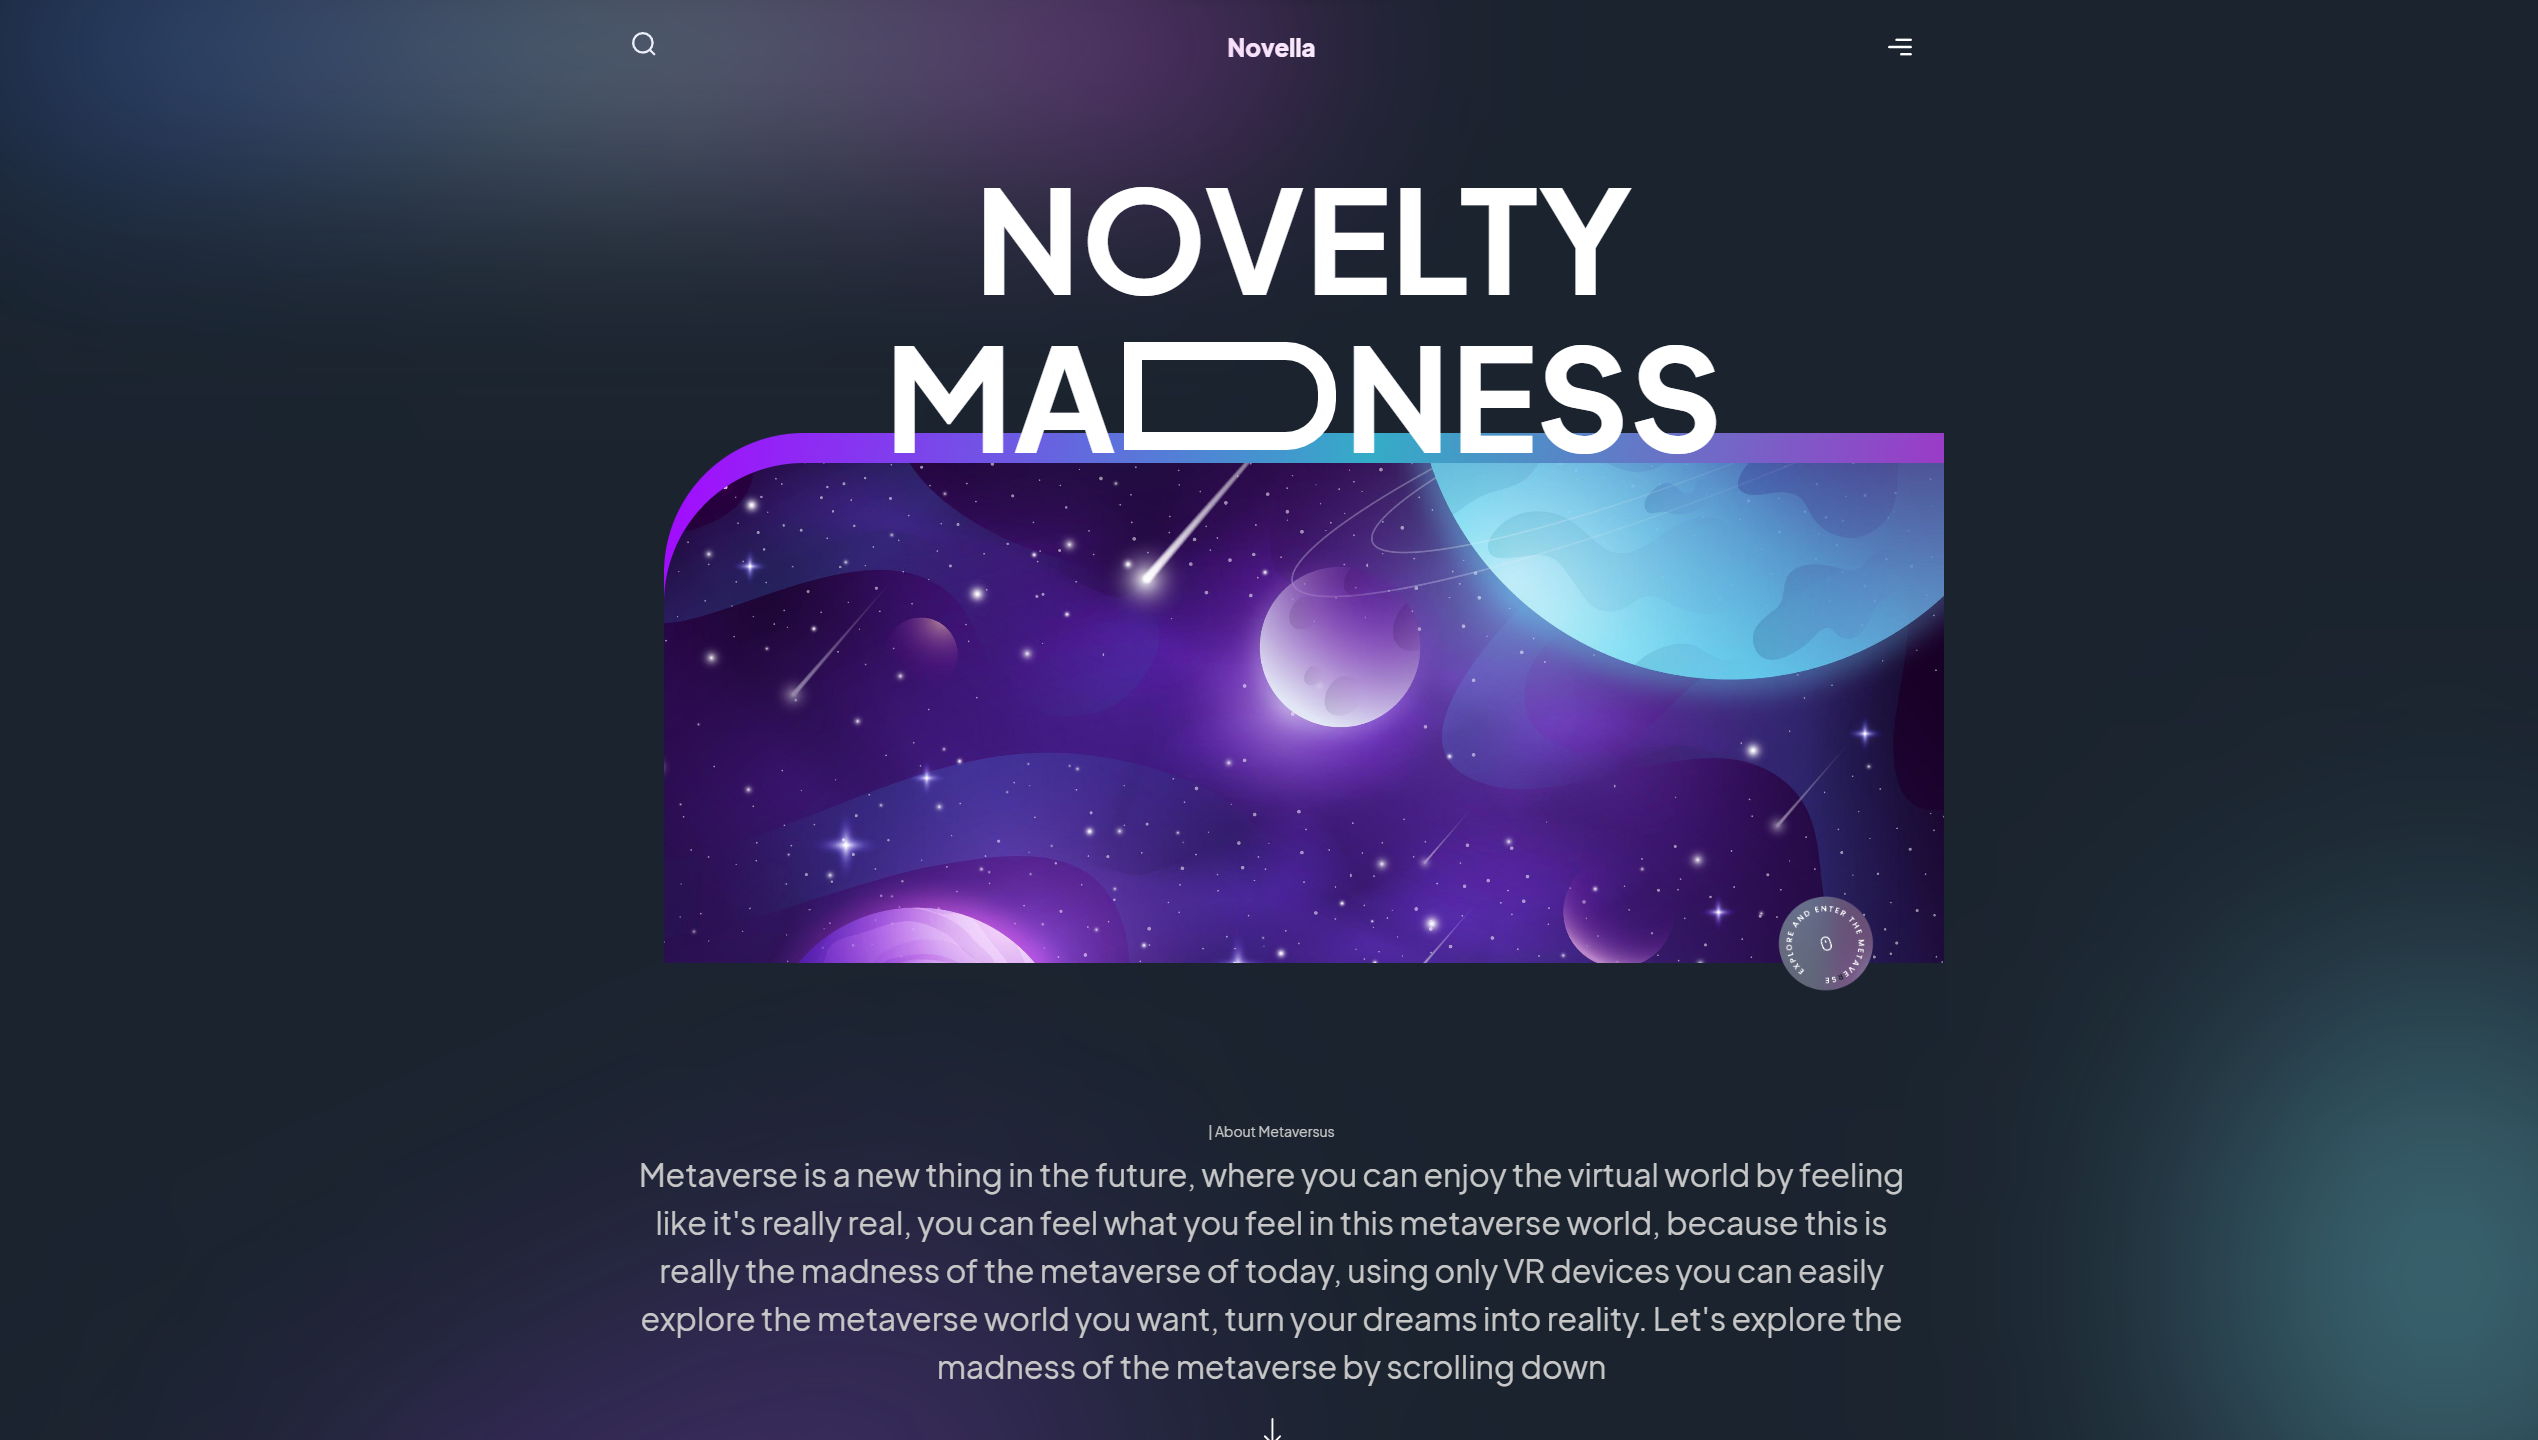 Novella
NOVELTY
MADNESS
EXPLORE AND ENTER THE METAVERSE
| About Metaversus
Metaverse is a new thing in the future, where you can enjoy the virtual world by feeling
like it's really real, you can feel what you feel in this metaverse world, because this is
really the madness of the metaverse of today, using only VR devices you can easily
explore the metaverse world you want, turn your dreams into reality. Let's explore the
madness of the metaverse by scrolling down